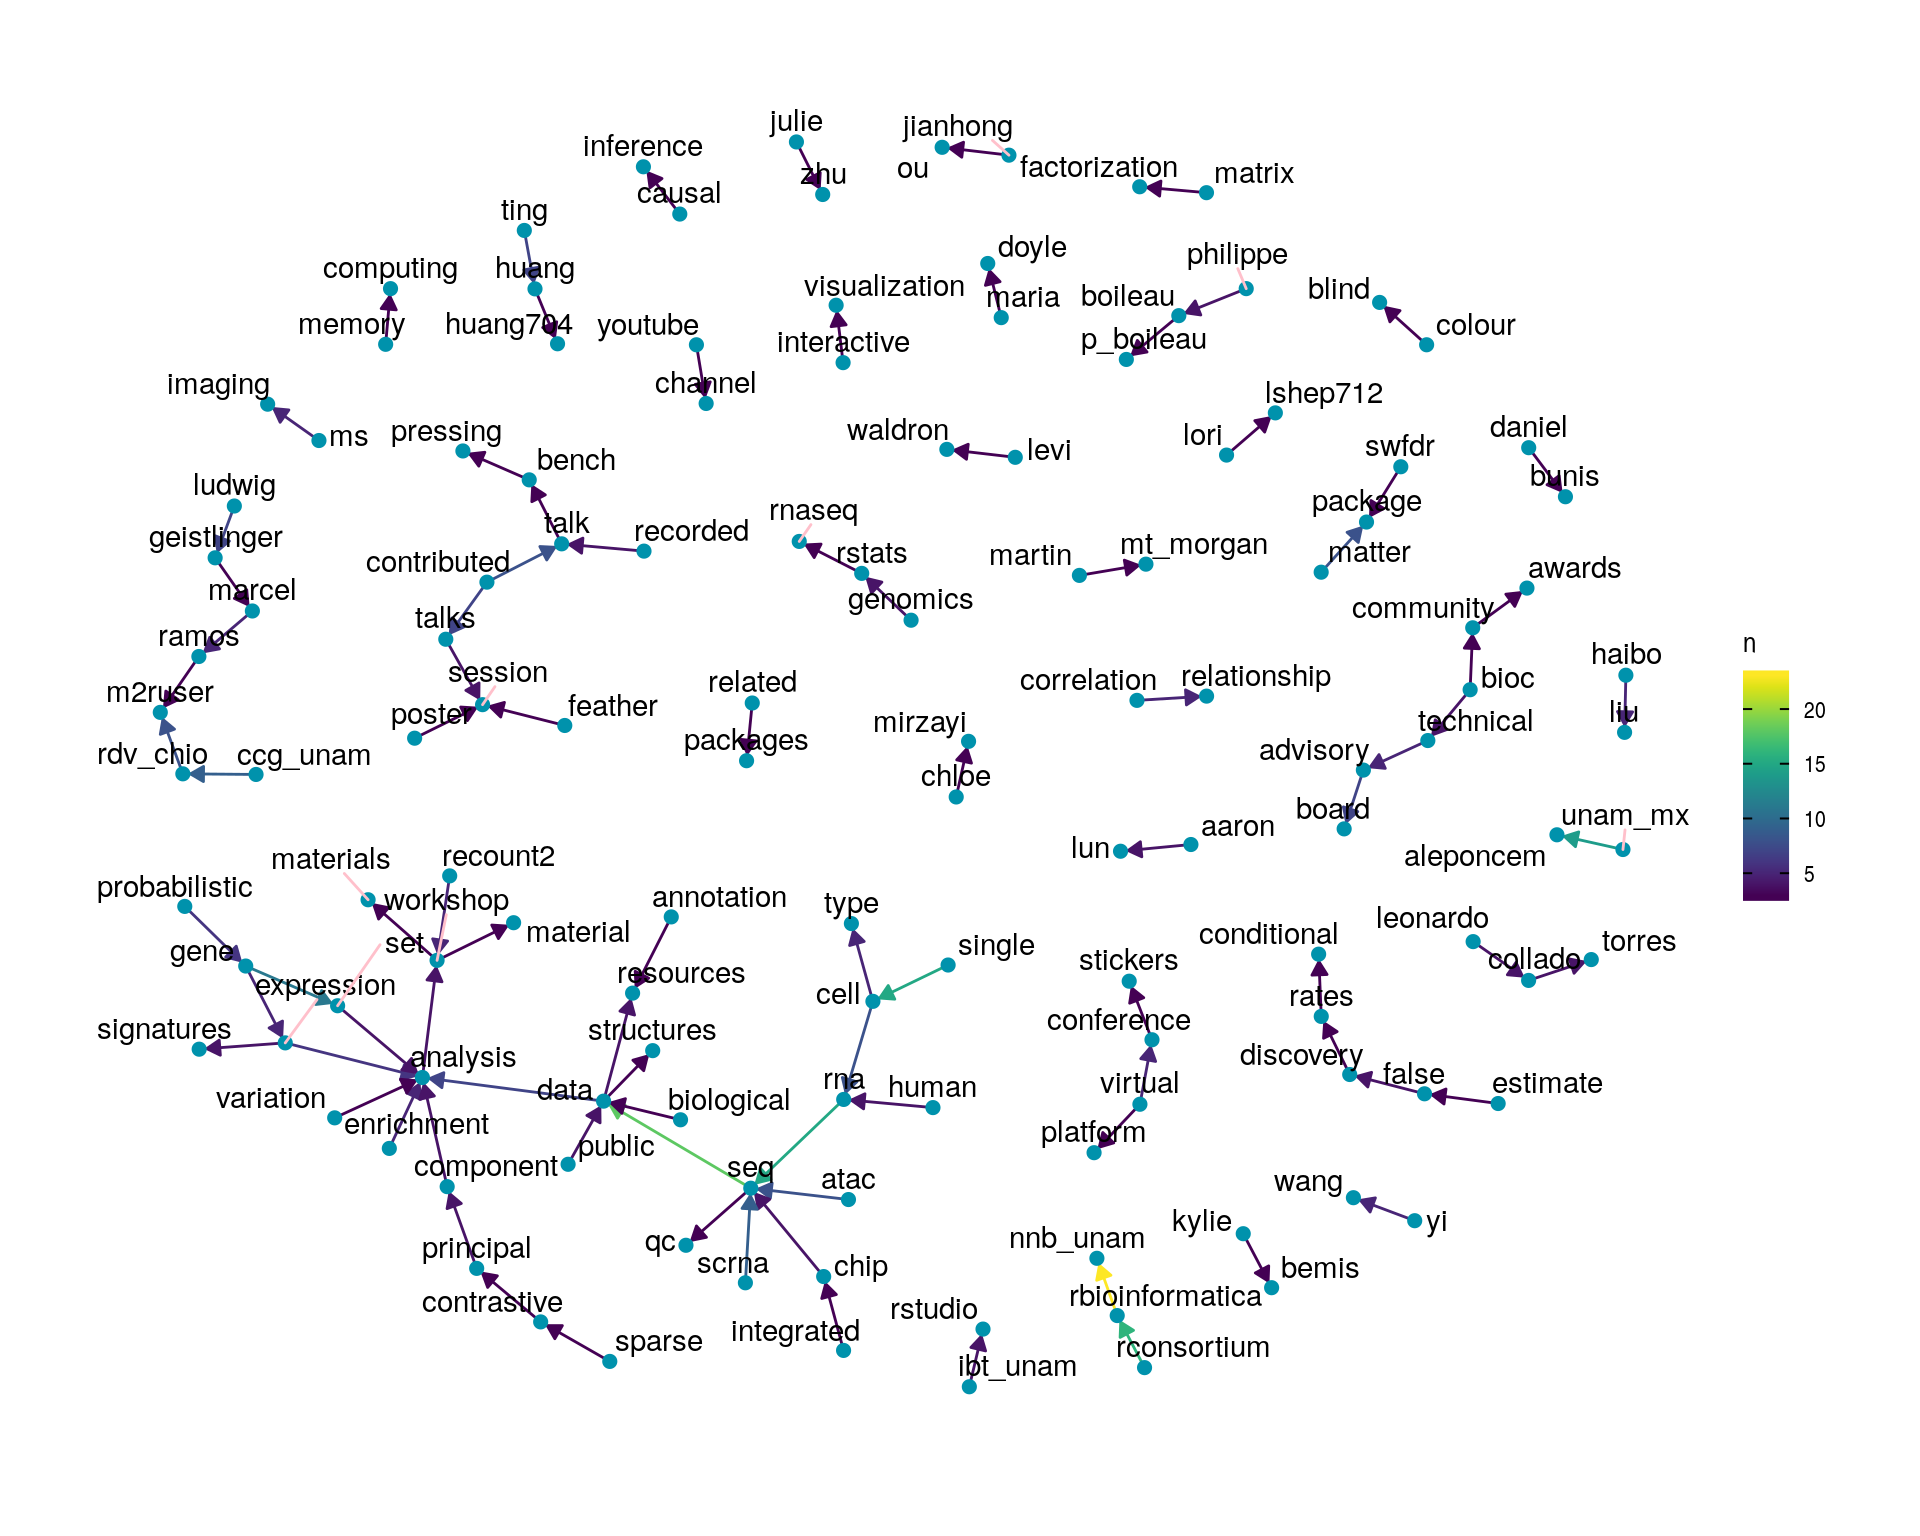 julie
jianhong
inference
zhu
ou
factorization
matrix
causal
ting
doyle
philippe
computing
huang
visualization
maria
boileau
blind
memory
huang704
youtube
interactive
p_boileau
colour
imaging
channel
lshep712
ms
pressing
waldron
levi
lori
swfdr
daniel
bench
bunis
ludwig
package
geistlinger
talk
recorded
rnaseq
rstats
martin
mt_morgan
matter
contributed
awards
marcel
genomics
community
talks
ramos
session
related
correlation
relationship
bioc
haibo
n
m2ruser
poster
feather
packages
mirzayi
technical
liu
20
rdv_chio
ccg_unam
chloe
advisory
15
board
unam_mx
10
materials
recount2
lun
aaron
aleponcem
5
probabilistic
workshop
annotation
type
leonardo
gene
set
material
single
conditional
torres
expression
resources
cell
stickers
rates
collado
signatures
structures
conference
analysis
discovery
variation
data
biological
rna
human
virtual
false
estimate
enrichment
public
platform
component
seq
atac
wang
principal
qc
scrna
chip
nnb_unam
kylie
yi
contrastive
rstudio
rbioinformatica
bemis
sparse
integrated
ibt_unam
rconsortium